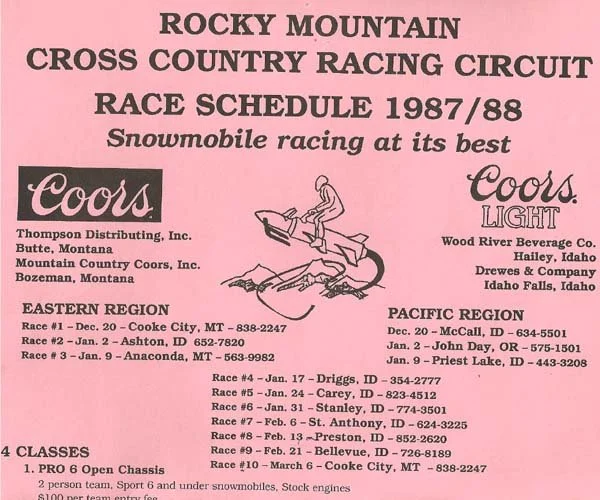 ROCKY MOUNTAIN
CROSS COUNTRY RACING CIRCUIT
RACE SCHEDULE 1987/88
Snowmobile racing at its best
Coors
Thompson Distributing, Inc.
Butte, Montana
Mountain Country Coors, Inc.
Bozeman, Montana
Coors
LIGHT
Wood River Beverage Co.
Hailey, Idaho
Drewes & Company
Idaho Falls, Idaho
EASTERN REGION
Race #1 - Dec. 20 - Cooke City, MT - 838-2247
Race #2 - Jan. 2 - Ashton, ID 652-7820
Race # 3 - Jan. 9 - Anaconda, MT - 563-9982
PACIFIC REGION
Dec. 20 - McCall, ID - 634-5501
Jan. 2 - John Day, OR - 575-1501
Jan. 9 - Priest Lake, ID - 443-3208
Race #4 - Jan. 17 - Driggs, ID - 354-2777
Race #5 - Jan. 24 - Carey, ID - 823-4512
Race #6 - Jan. 31 - Stanley, ID - 774-3501
Race #7 - Feb. 6 - St. Anthony, ID - 624-3225
Race #8 - Feb. 13 - Preston, ID - 852-2620
Race #9 - Feb. 21 - Bellevue, ID - 726-8189
Race #10 - March 6 - Cooke City, MT - 838-2247
4 CLASSES
1. PRO 6 Open Chassis
2 person team, Sport 6 and under snowmobiles, Stock engines
$100 per team entry fee